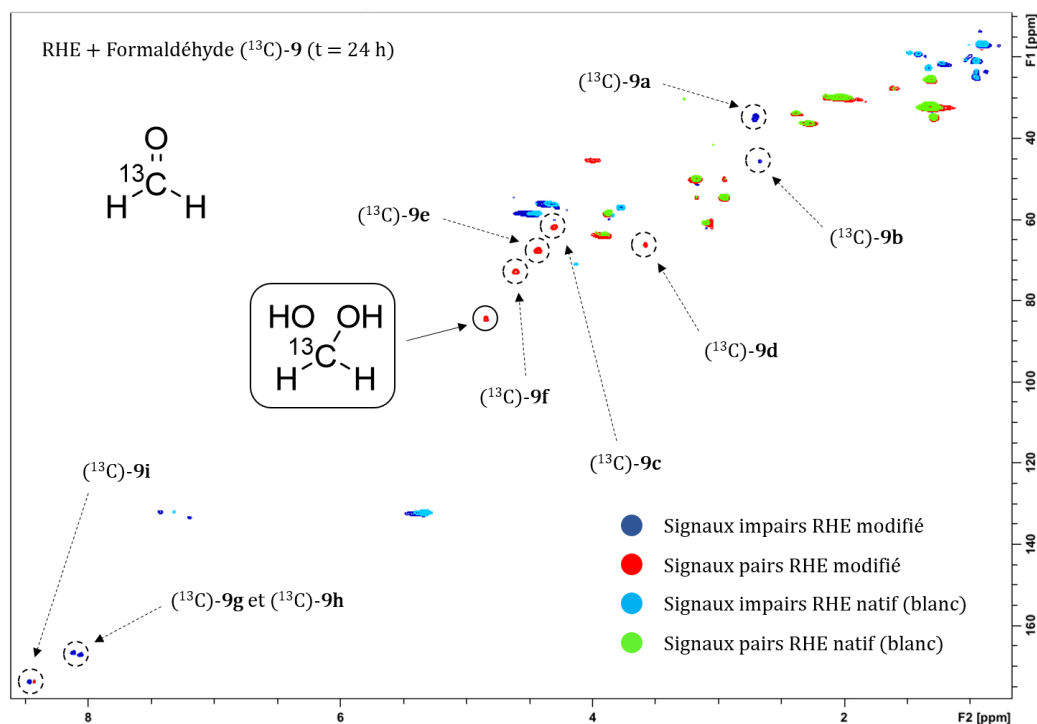 RHE + Formaldéhyde (¹³C)-9 (t = 24 h)
O
13C
H H
(¹³C)-9a
(¹³C)-9b
(¹³C)-9e
(¹³C)-9d
HO OH
13C
H H
(¹³C)-9f
(¹³C)-9c
(¹³C)-9i
(¹³C)-9g et (¹³C)-9h
Signaux impairs RHE modifié
Signaux pairs RHE modifié
Signaux impairs RHE natif (blanc)
Signaux pairs RHE natif (blanc)
F1 [ppm]
40
60
80
100
120
140
160
8 6 4 2 F2 [ppm]